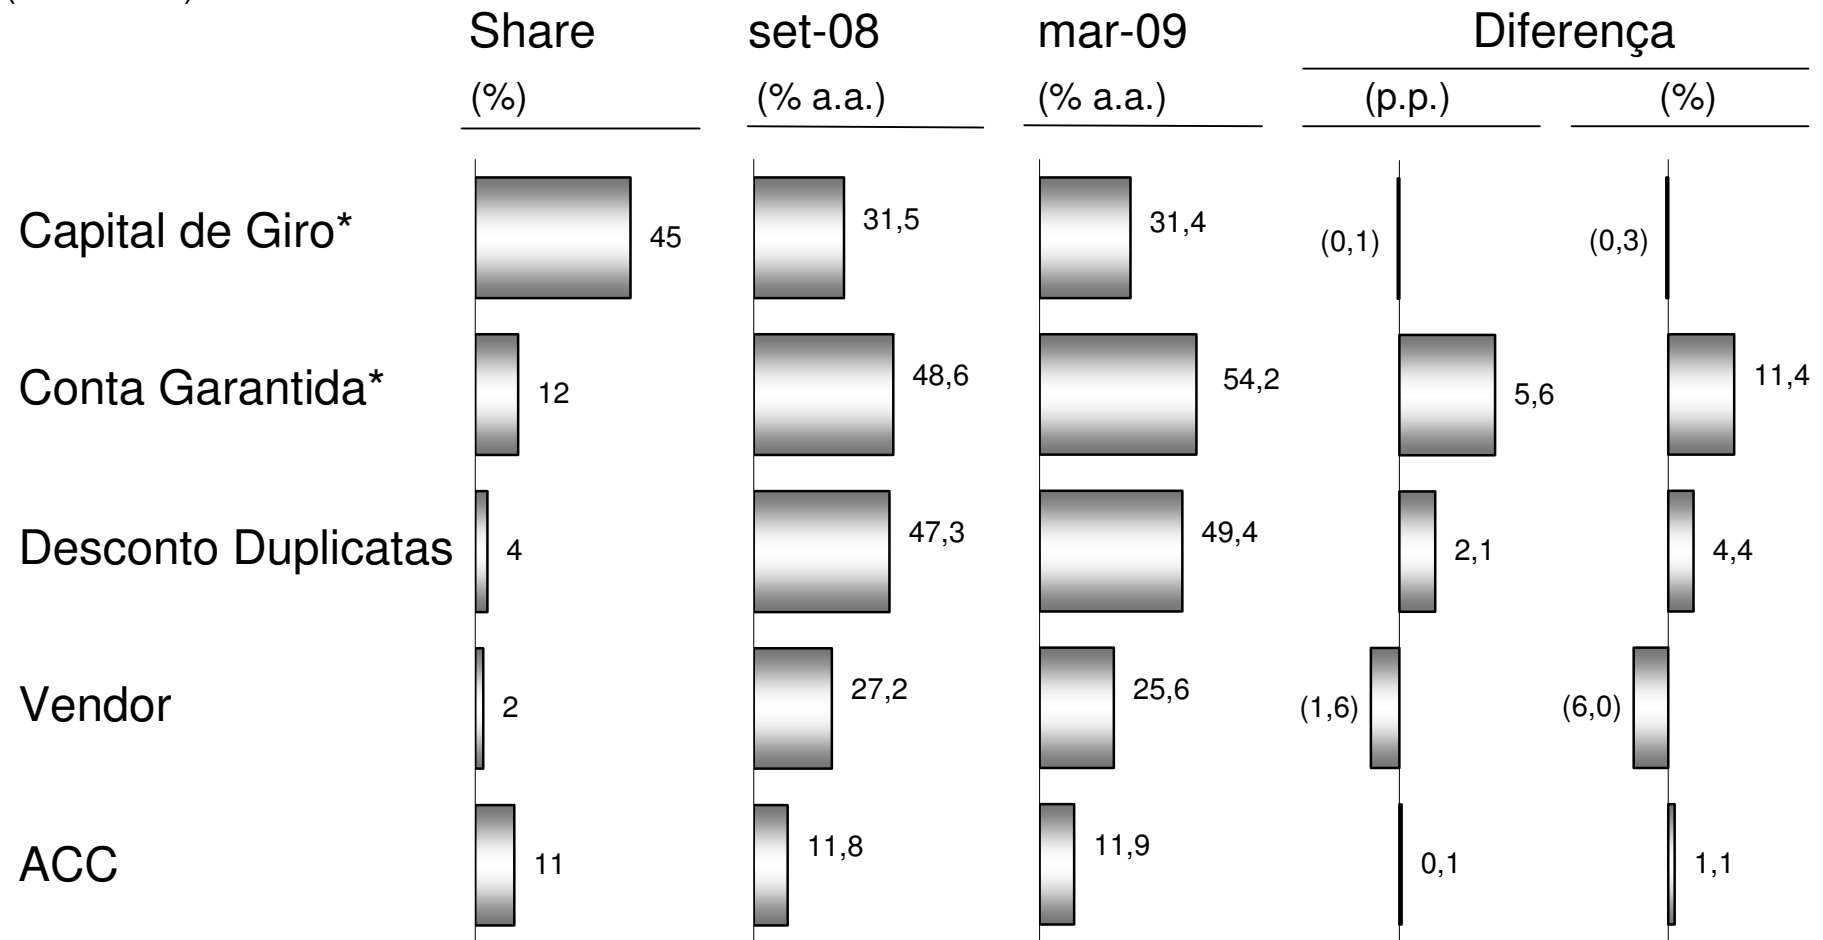 Share set-08 mar-09 Diferença
(%) (% a.a.) (% a.a.) (p.p.) (%)
Capital de Giro* 45 31,5 31,4 (0,1) (0,3)
Conta Garantida* 12 48,6 54,2 5,6 11,4
Desconto Duplicatas 4 47,3 49,4 2,1 4,4
Vendor 2 27,2 25,6 (1,6) (6,0)
ACC 11 11,8 11,9 0,1 1,1